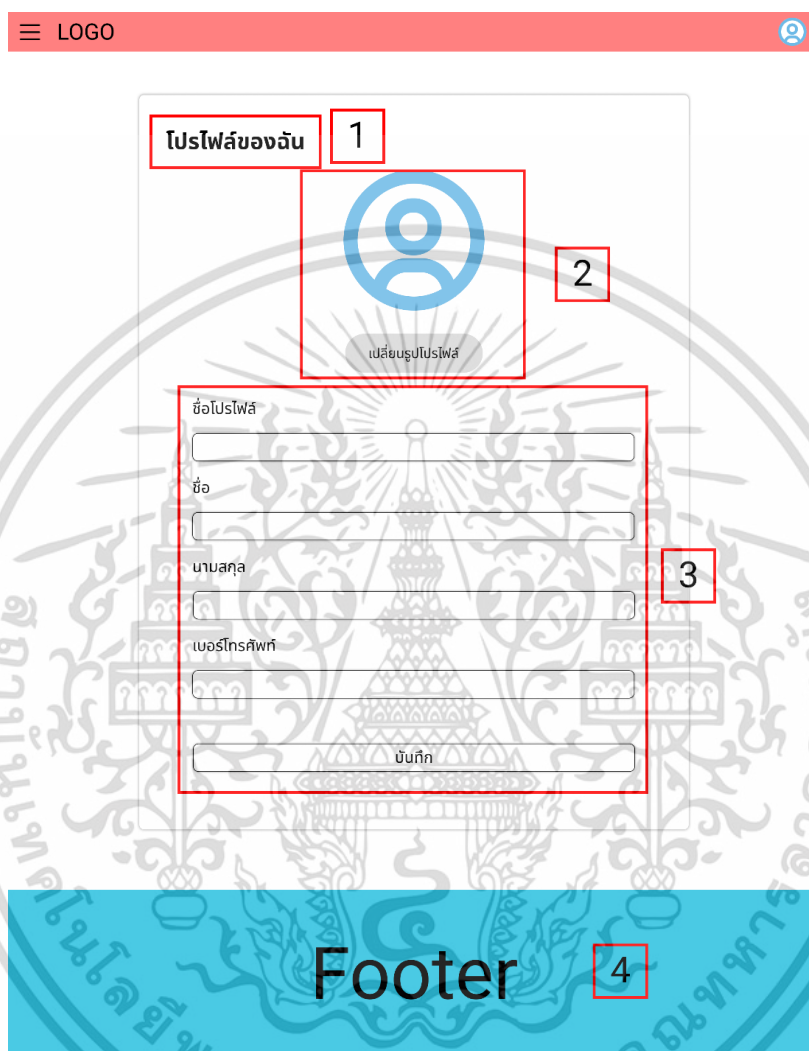 LOGO
โปรไฟล์ของฉัน
1
2
เปลี่ยนรูปโปรไฟล์
ชื่อโปรไฟล์
ชื่อ
นามสกุล
3
เบอร์โทรศัพท์
บันทึก
Footer
4